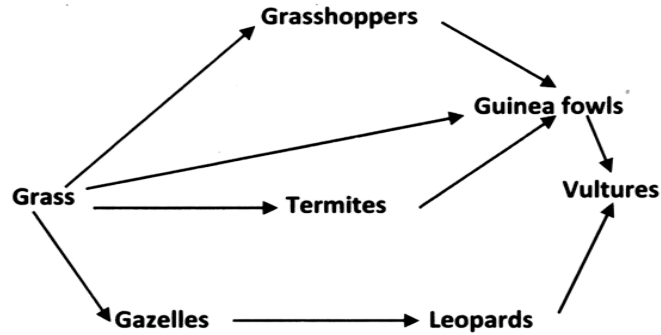 Grasshoppers
Guinea fowls
Vultures
Grass
Termites
Gazelles
Leopards